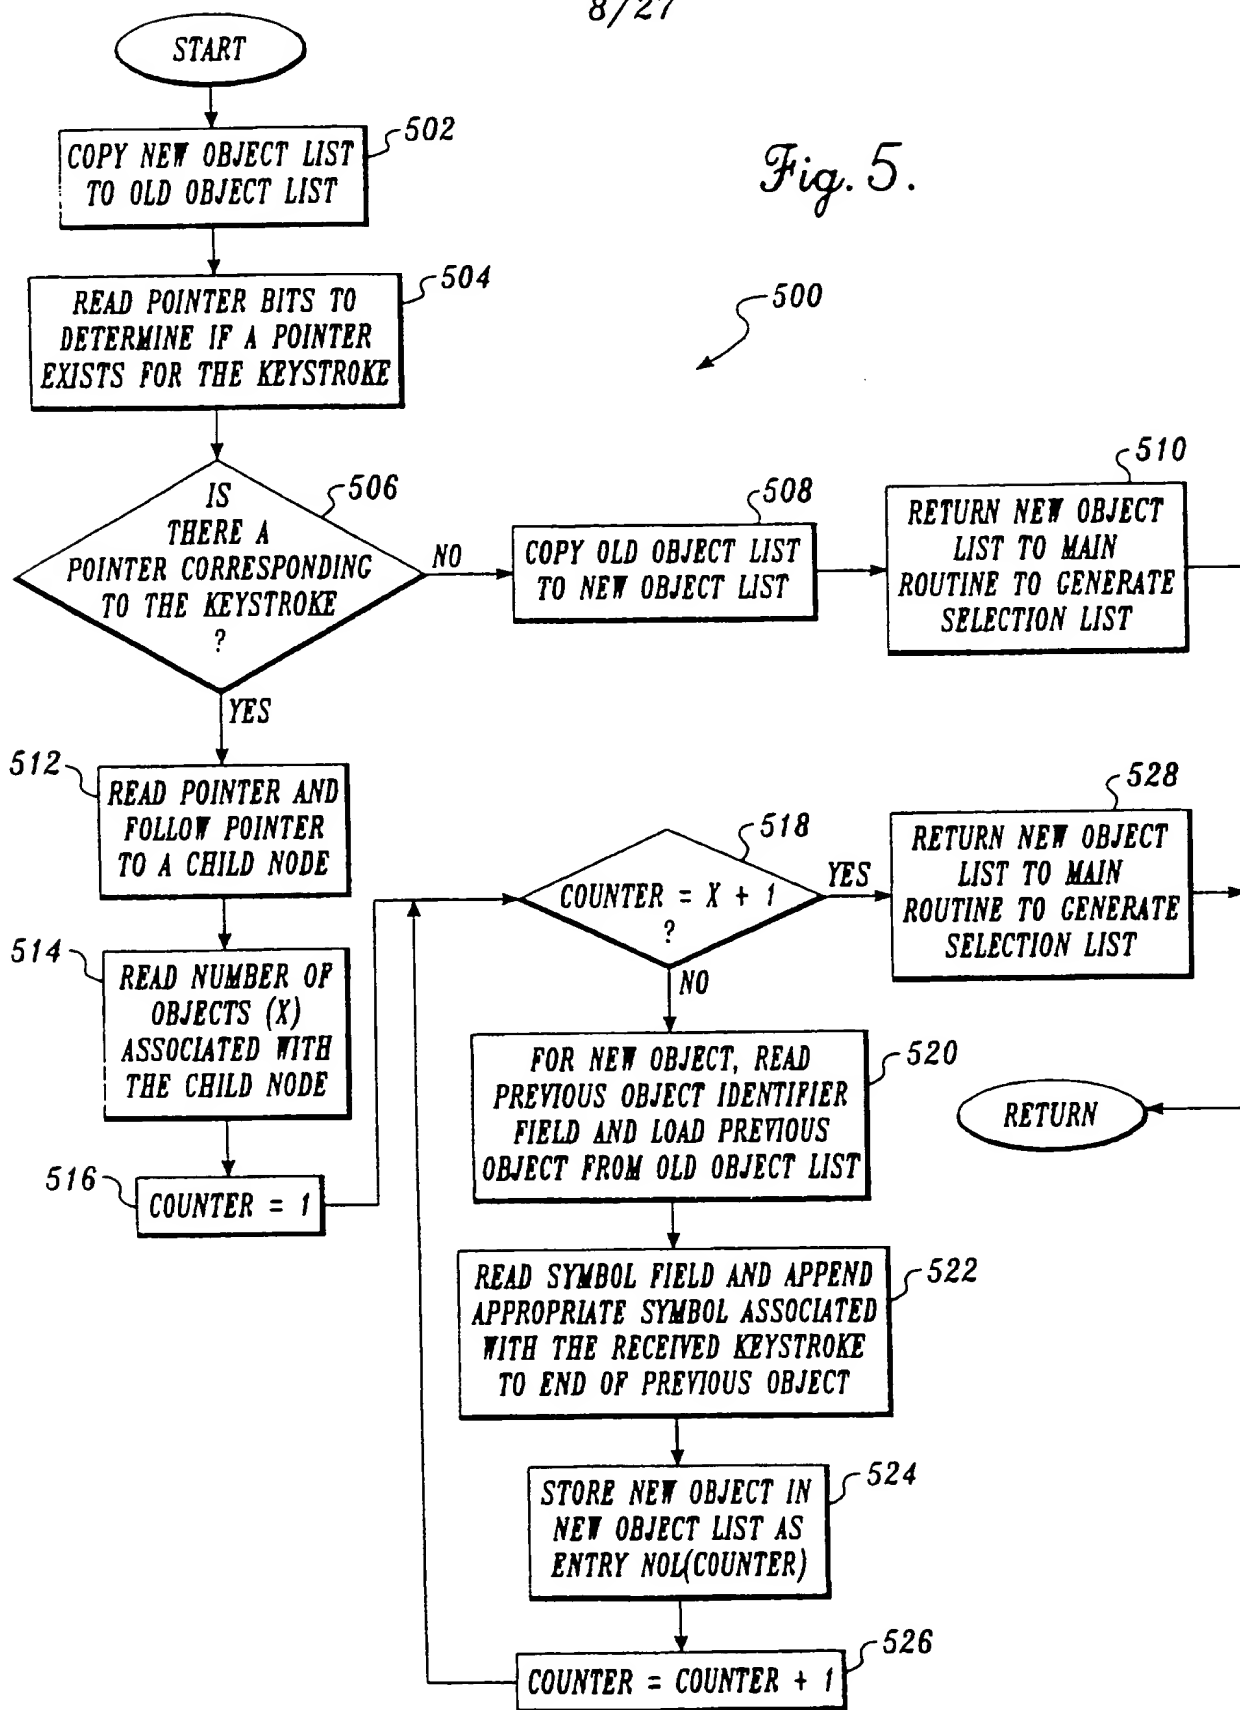 8/27
START
502
COPY NEW OBJECT LIST
TO OLD OBJECT LIST
Fig. 5.
504
READ POINTER BITS TO
DETERMINE IF A POINTER
EXISTS FOR THE KEYSTROKE
500
506
IS
THERE A
POINTER CORRESPONDING
TO THE KEYSTROKE
?
NO
508
COPY OLD OBJECT LIST
TO NEW OBJECT LIST
510
RETURN NEW OBJECT
LIST TO MAIN
ROUTINE TO GENERATE
SELECTION LIST
YES
512
READ POINTER AND
FOLLOW POINTER
TO A CHILD NODE
514
READ NUMBER OF
OBJECTS (X)
ASSOCIATED WITH
THE CHILD NODE
516
COUNTER = 1
518
COUNTER = X + 1
?
YES
528
RETURN NEW OBJECT
LIST TO MAIN
ROUTINE TO GENERATE
SELECTION LIST
NO
520
FOR NEW OBJECT, READ
PREVIOUS OBJECT IDENTIFIER
FIELD AND LOAD PREVIOUS
OBJECT FROM OLD OBJECT LIST
RETURN
522
READ SYMBOL FIELD AND APPEND
APPROPRIATE SYMBOL ASSOCIATED
WITH THE RECEIVED KEYSTROKE
TO END OF PREVIOUS OBJECT
524
STORE NEW OBJECT IN
NEW OBJECT LIST AS
ENTRY NOL(COUNTER)
526
COUNTER = COUNTER + 1